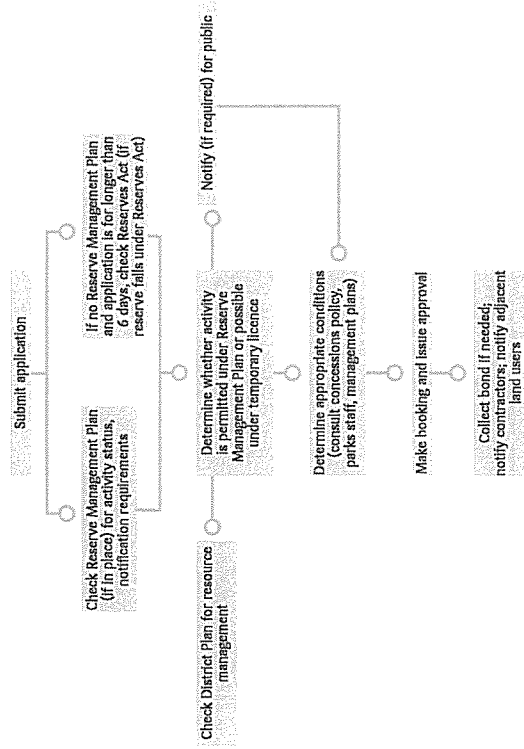 Submit application
Check Reserve Management Plan
(if in place) for activity status,
notification requirements
If no Reserve Management Plan
and application is for longer than
6 days, check Reserves Act (if
reserve falls under Reserves Act)
Check District Plan for resource
management
Determine whether activity
is permitted under Reserve
Management Plan or possible
under temporary licence
Notify (if required) for public
Determine appropriate conditions
(consult concessions policy,
parks staff, management plans)
Make booking and issue approval
Collect bond if needed;
notify contractors; notify adjacent
land users